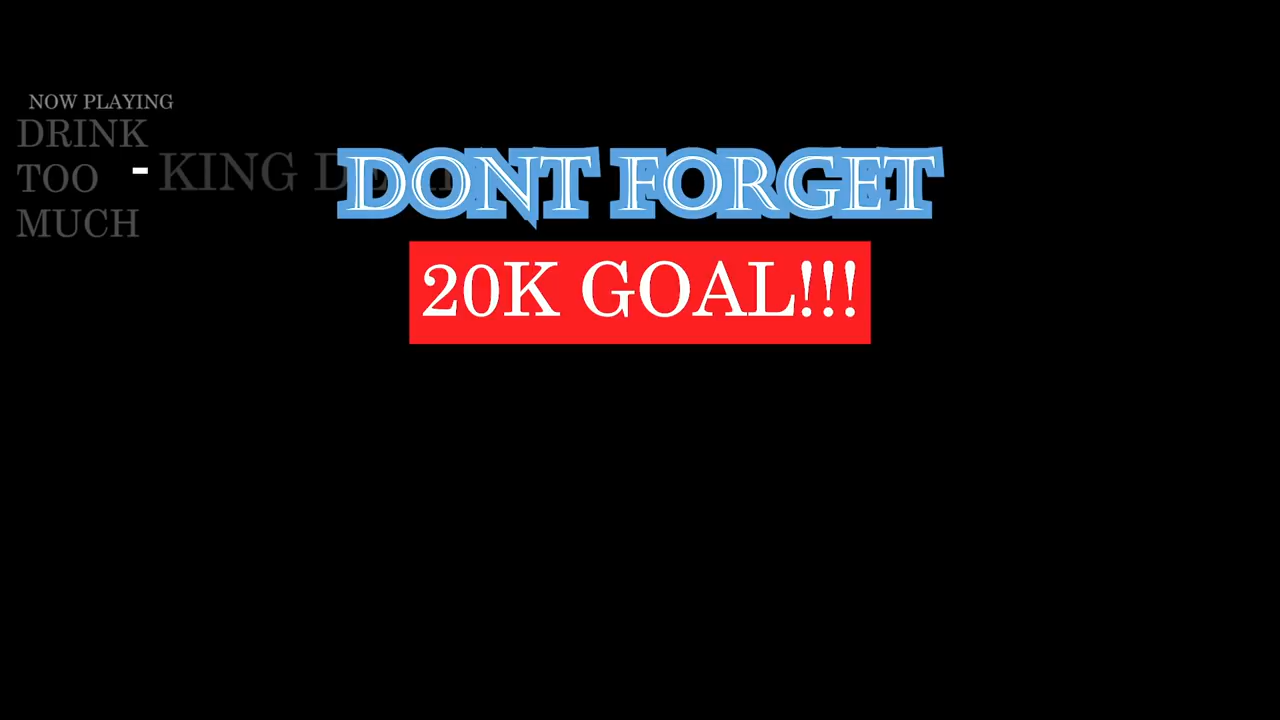 NOW PLAYING
DRINK
TOO
MUCH
- KING
DONT FORGET
20K GOAL!!!